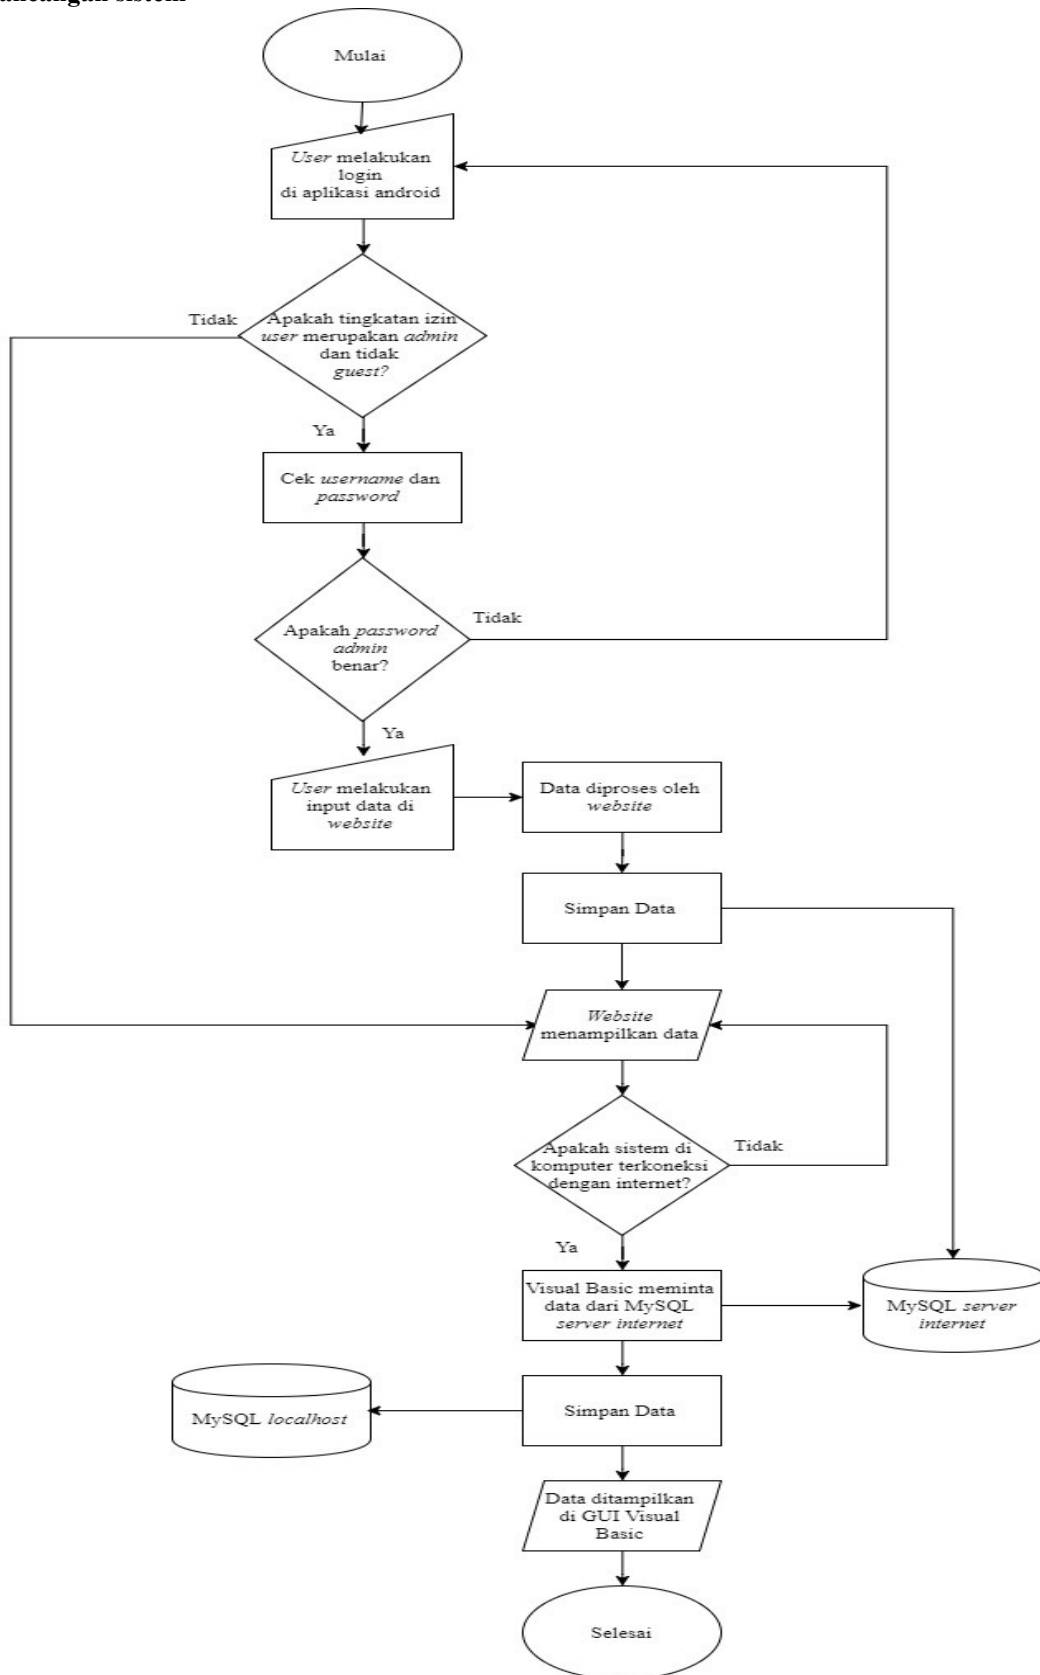 Mulai
User melakukan
login
di aplikasi android
Tidak
Apakah tingkatan izin
user merupakan admin
dan tidak
guest?
Ya
Cek username dan
password
Tidak
Apakah password
admin
benar?
Ya
User melakukan
input data di
website
Data diproses oleh
website
Simpan Data
Website
menampilkan data
Apakah sistem di
komputer terkoneksi
dengan internet?
Tidak
Ya
Visual Basic meminta
data dari MySQL
server internet
MySQL server
internet
Simpan Data
MySQL localhost
Data ditampilkan
di GUI Visual
Basic
Selesai